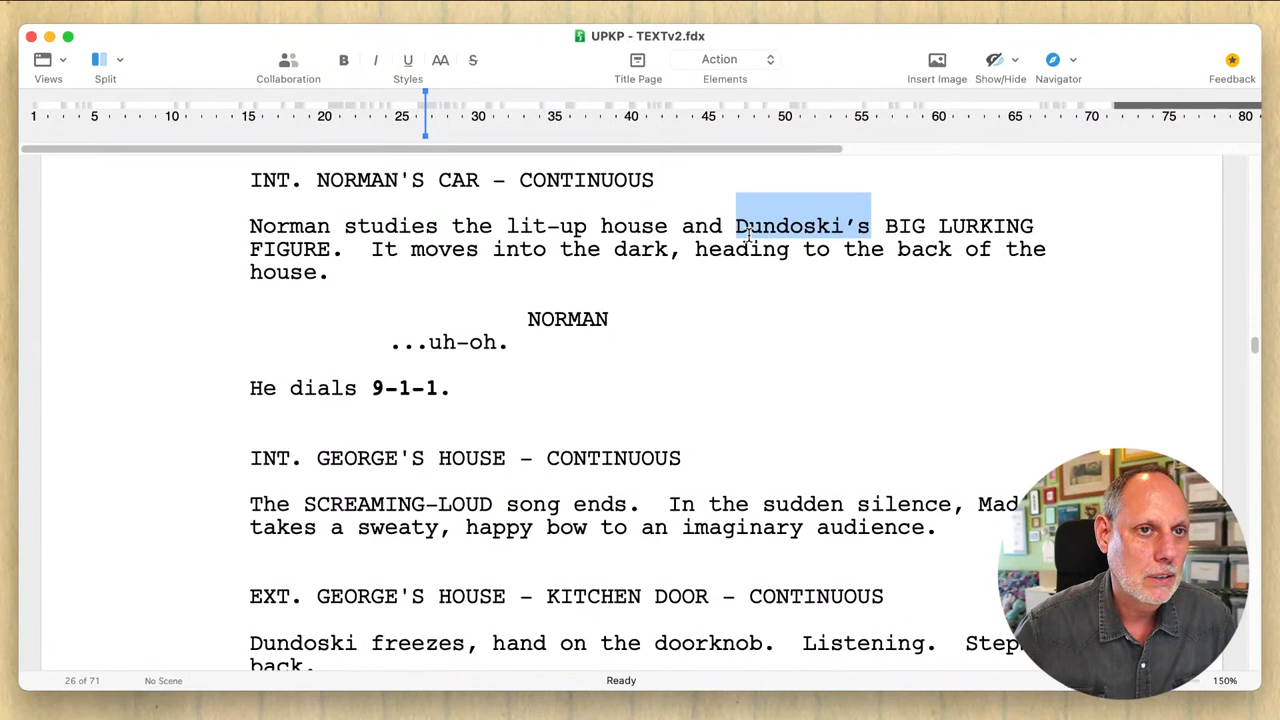 UPKP - TEXTv2.fdx
B I U AA S Action
Views Split Collaboration Styles Title Page Elements Insert Image Show/Hide Navigator Feedback
1 5 10 15 20 25 30 35 40 45 50 55 60 65 70 75 80
INT. NORMAN'S CAR - CONTINUOUS
Norman studies the lit-up house and Dundoski’s BIG LURKING
FIGURE.  It moves into the dark, heading to the back of the
house.
NORMAN
...uh-oh.
He dials 9-1-1.
INT. GEORGE'S HOUSE - CONTINUOUS
The SCREAMING-LOUD song ends.  In the sudden silence, Mad
takes a sweaty, happy bow to an imaginary audience.
EXT. GEORGE'S HOUSE - KITCHEN DOOR - CONTINUOUS
Dundoski freezes, hand on the doorknob.  Listening.  Step
back.
26 of 71 No Scene Ready 150%